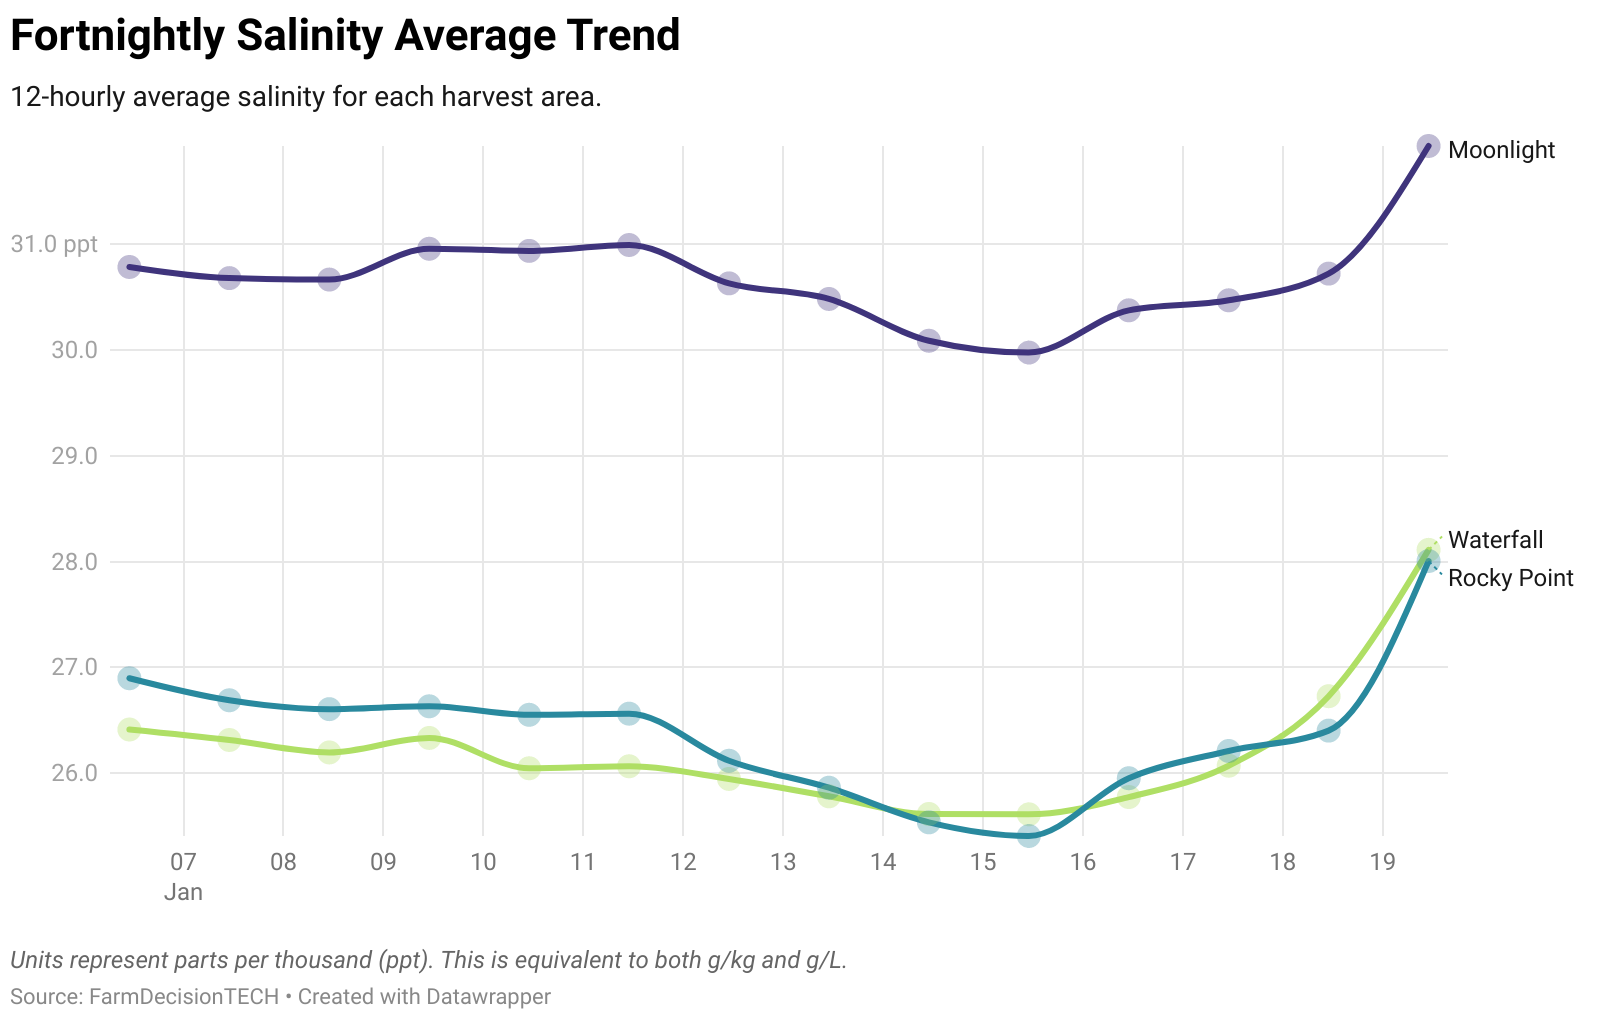 Fortnightly Salinity Average Trend
12-hourly average salinity for each harvest area.
Moonlight
31.0 ppt
30.0
29.0
Waterfall
28.0
Rocky Point
27.0
26.0
07 08 09 10 11 12 13 14 15 16 17 18 19
Jan
Units represent parts per thousand (ppt). This is equivalent to both g/kg and g/L.
Source: FarmDecisionTECH • Created with Datawrapper